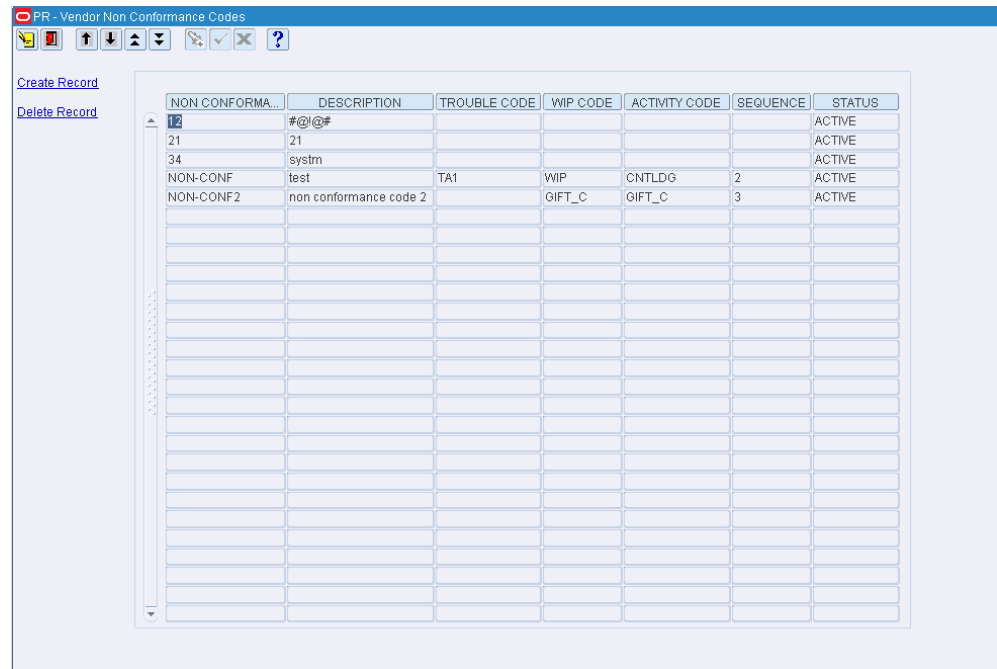 PR - Vendor Non Conformance Codes
?
Create Record
Delete Record
NON CONFORMA... DESCRIPTION TROUBLE CODE WIP CODE ACTIVITY CODE SEQUENCE STATUS
12 #@!@# ACTIVE
21 21 ACTIVE
34 systm ACTIVE
NON-CONF test TA1 WIP CNTLDG 2 ACTIVE
NON-CONF2 non conformance code 2 GIFT_C GIFT_C 3 ACTIVE